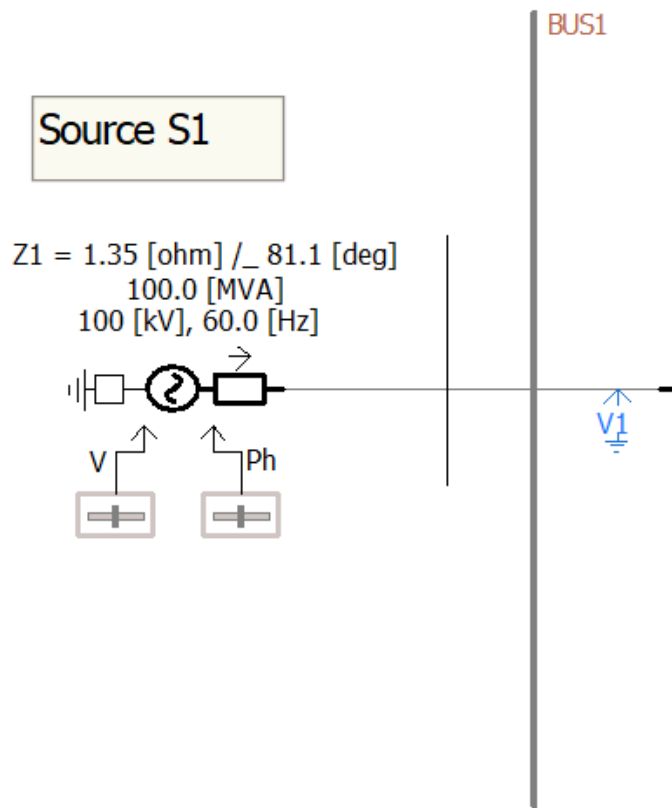 BUS1
Source S1
Z1 = 1.35 [ohm] /_ 81.1 [deg]
100.0 [MVA]
100 [kV], 60.0 [Hz]
V1
V
Ph